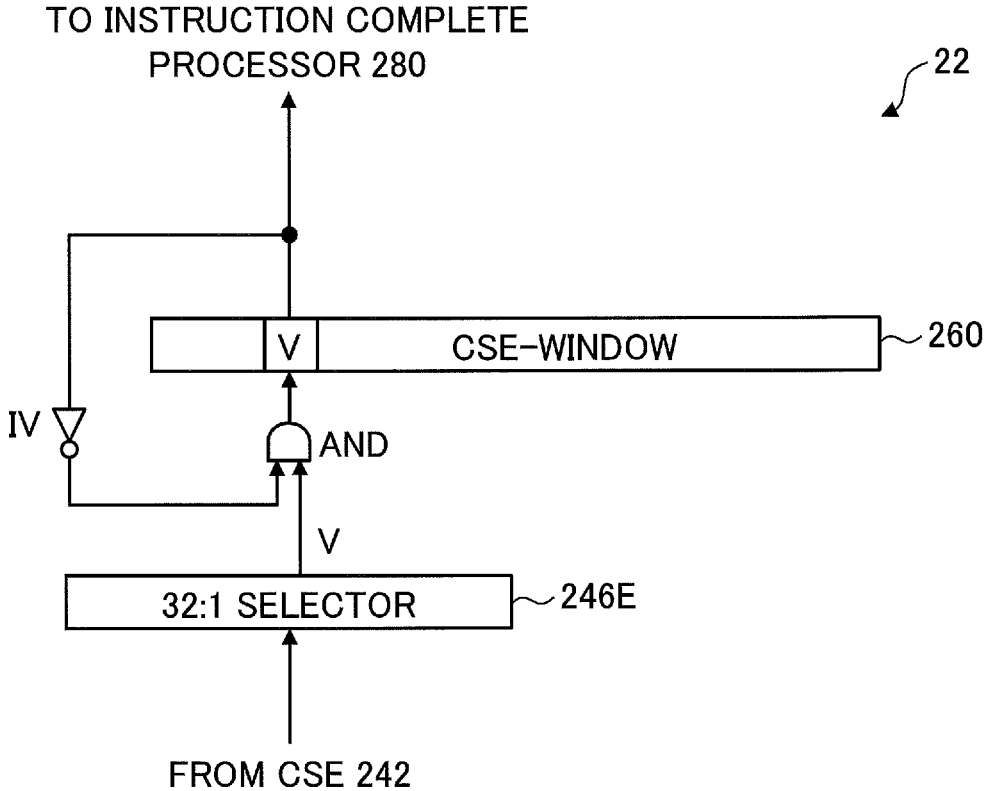 TO INSTRUCTION COMPLETE
PROCESSOR 280
22
V
CSE-WINDOW
260
IV
AND
V
32:1 SELECTOR
246E
FROM CSE 242